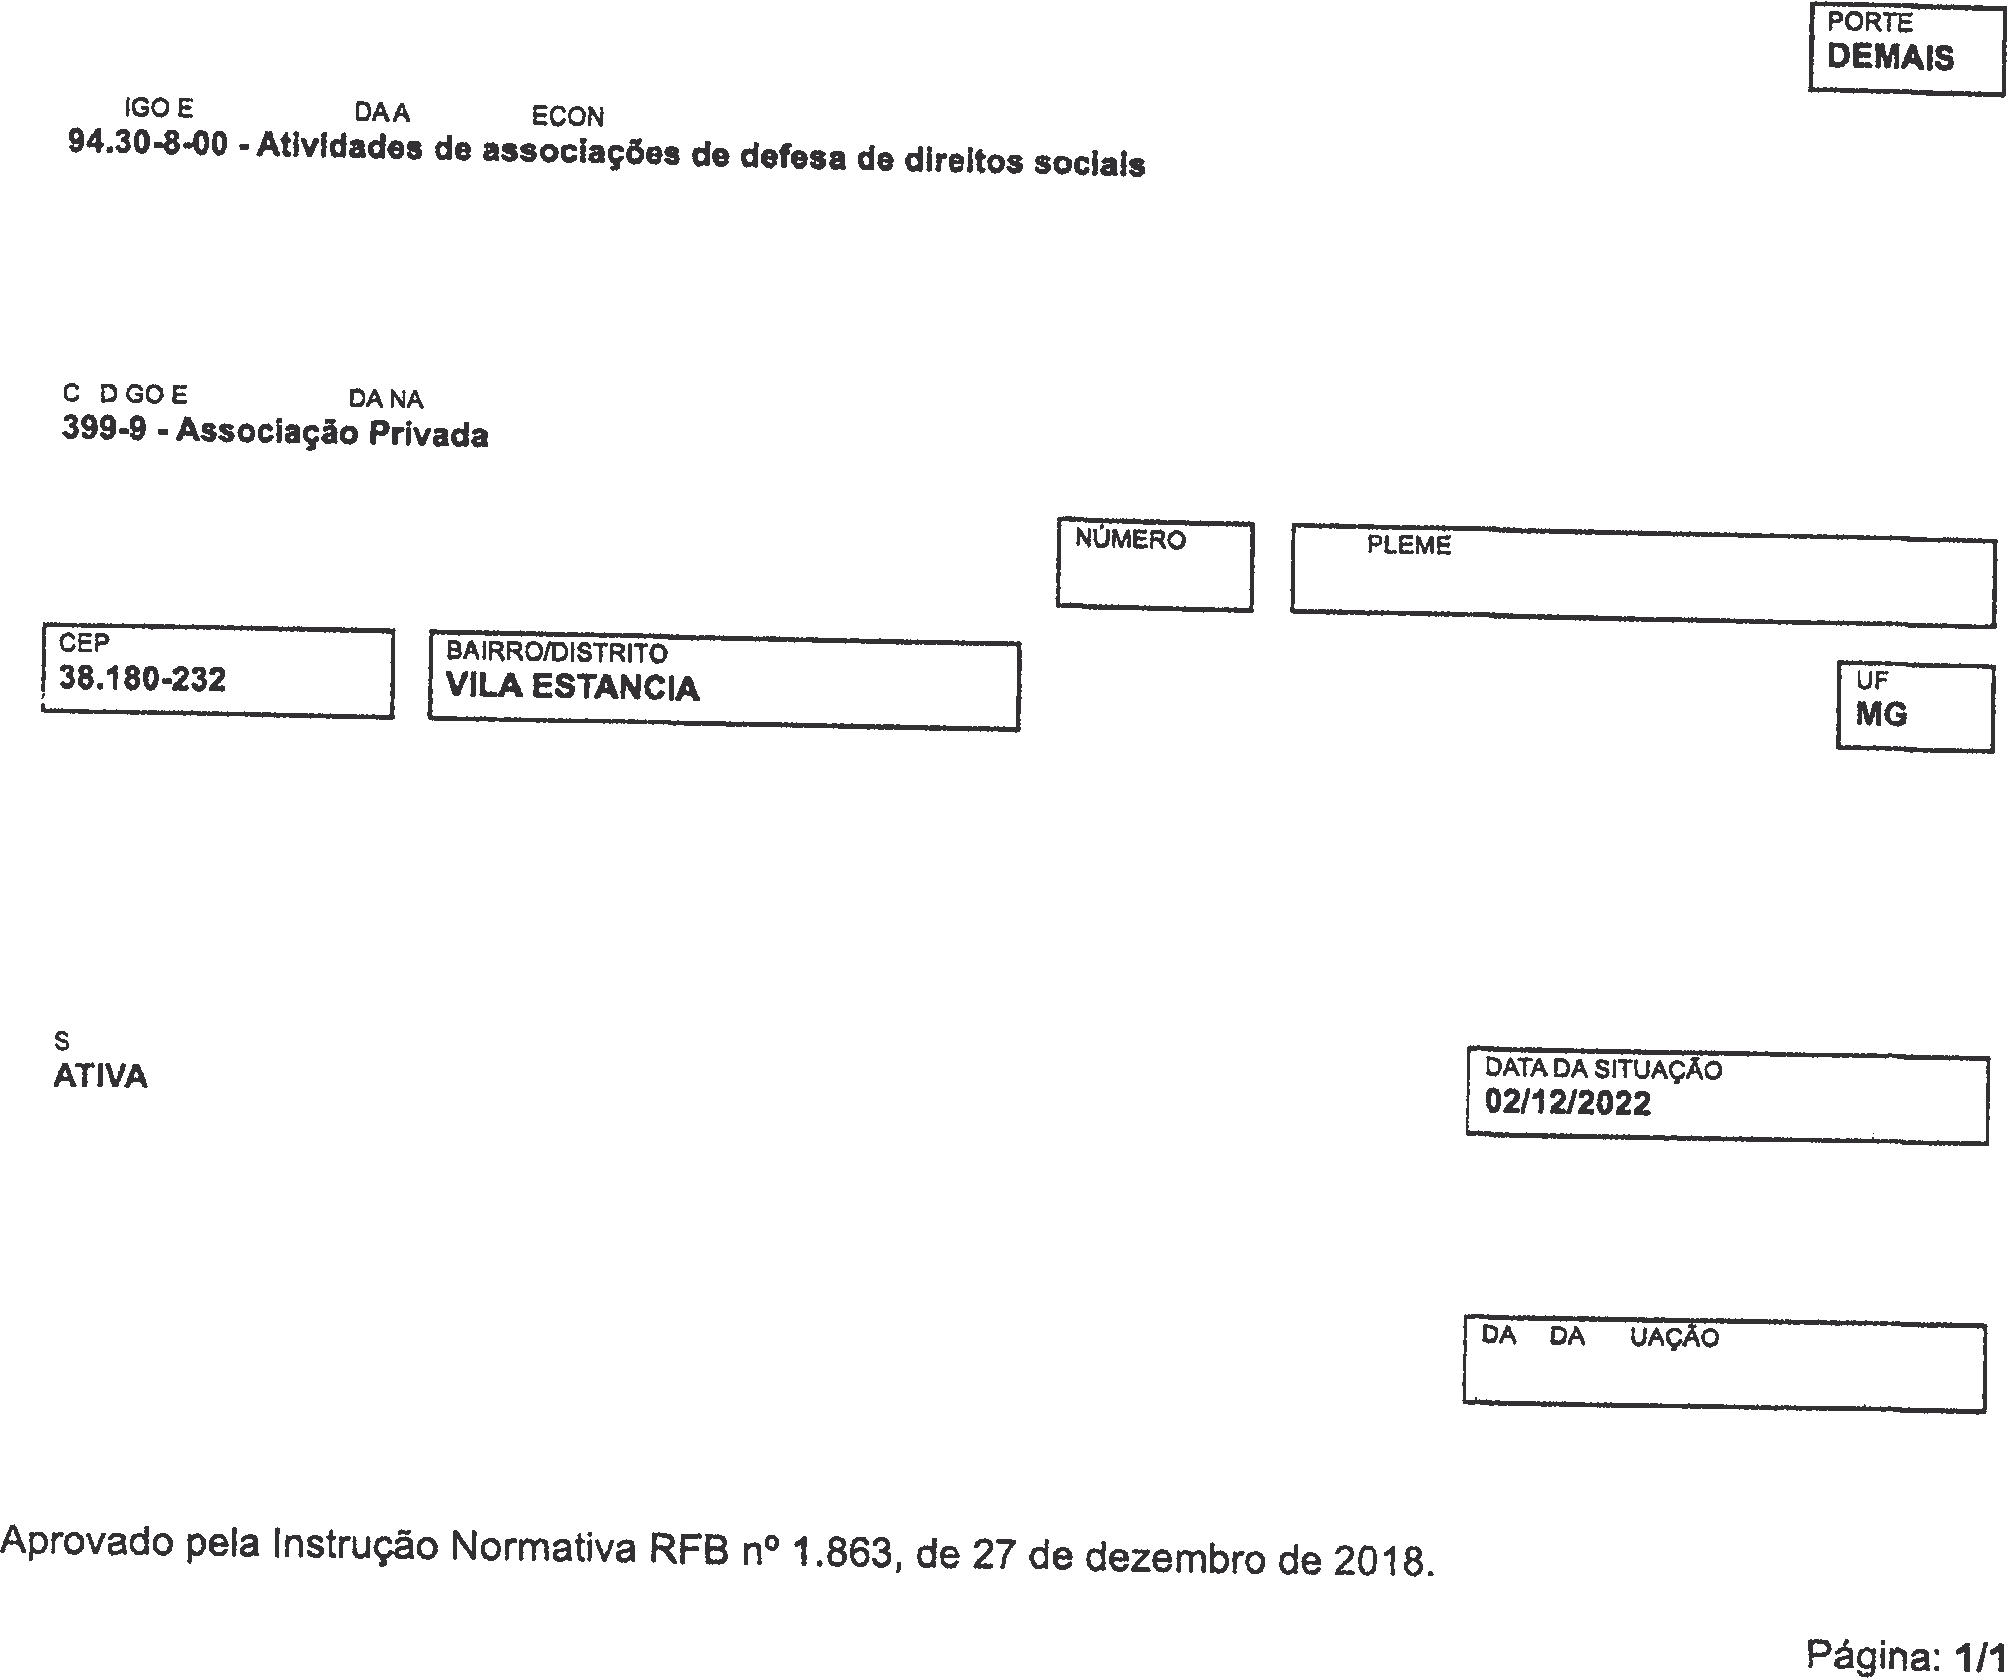 PORTE
DEMAIS
IGO E DA A ECON
94.30-8-00 - Atividades de associações de defesa de direitos sociais
C D GO E DA NA
399-9 - Associação Privada
NÚMERO PLEME
CEP BAIRRO/DISTRITO UF
38.180-232 VILA ESTANCIA MG
S
ATIVA
DATA DA SITUAÇÃO
02/12/2022
DA DA UAÇÃO
Aprovado pela Instrução Normativa RFB nº 1.863, de 27 de dezembro de 2018.
Página: 1/1